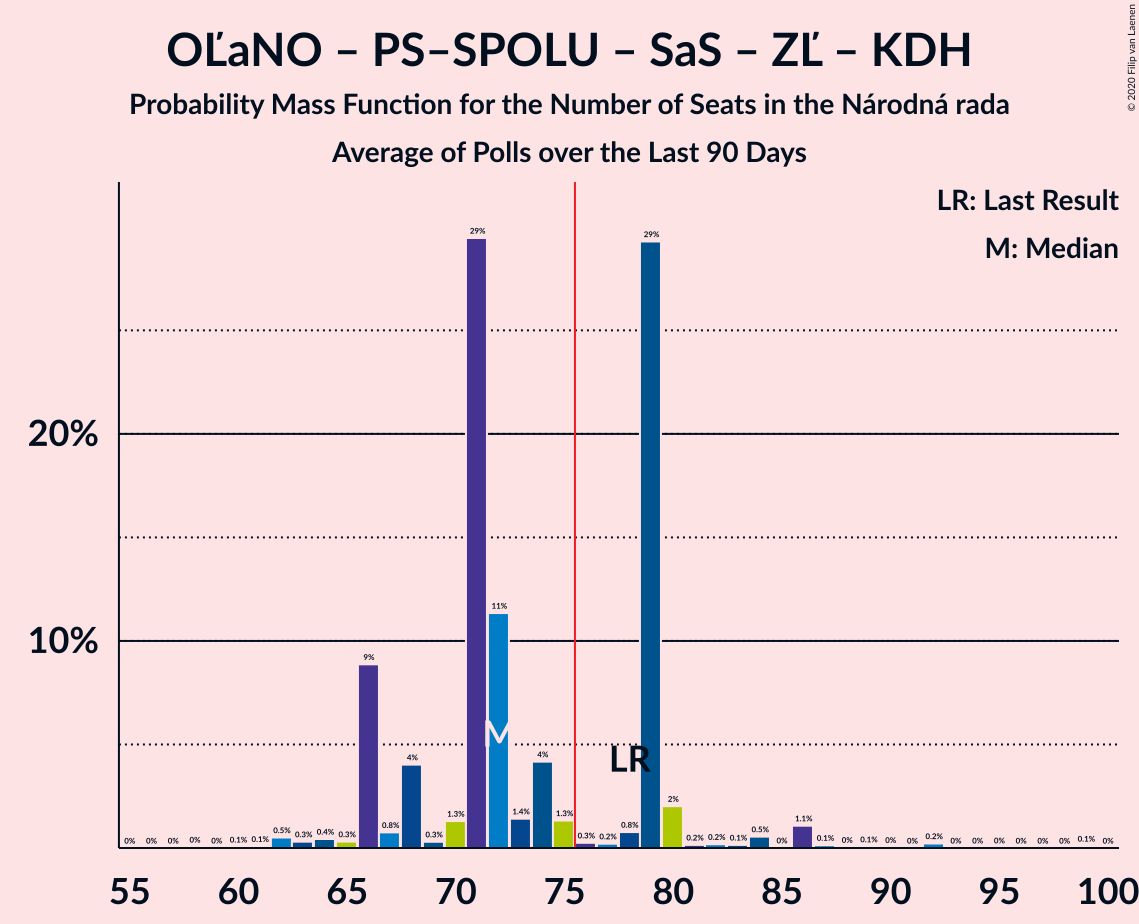 OĽaNO – PS–SPOLU – SaS – ZĽ – KDH
Probability Mass Function for the Number of Seats in the Národná rada
Average of Polls over the Last 90 Days
© 2020 Filip van Laenen
LR: Last Result
M: Median
20%
10%
0% 0% 0% 0% 0% 0.1% 0.1% 0.5% 0.3% 0.4% 0.3% 9% 0.8% 4% 0.3% 1.3% 29% 11% 1.4% 4% 1.3% 0.3% 0.2% 0.8% 29% 2% 0.2% 0.2% 0.1% 0.5% 0% 1.1% 0.1% 0% 0.1% 0% 0% 0.2% 0% 0% 0% 0% 0% 0% 0.1% 0%
M
LR
55 60 65 70 75 80 85 90 95 100